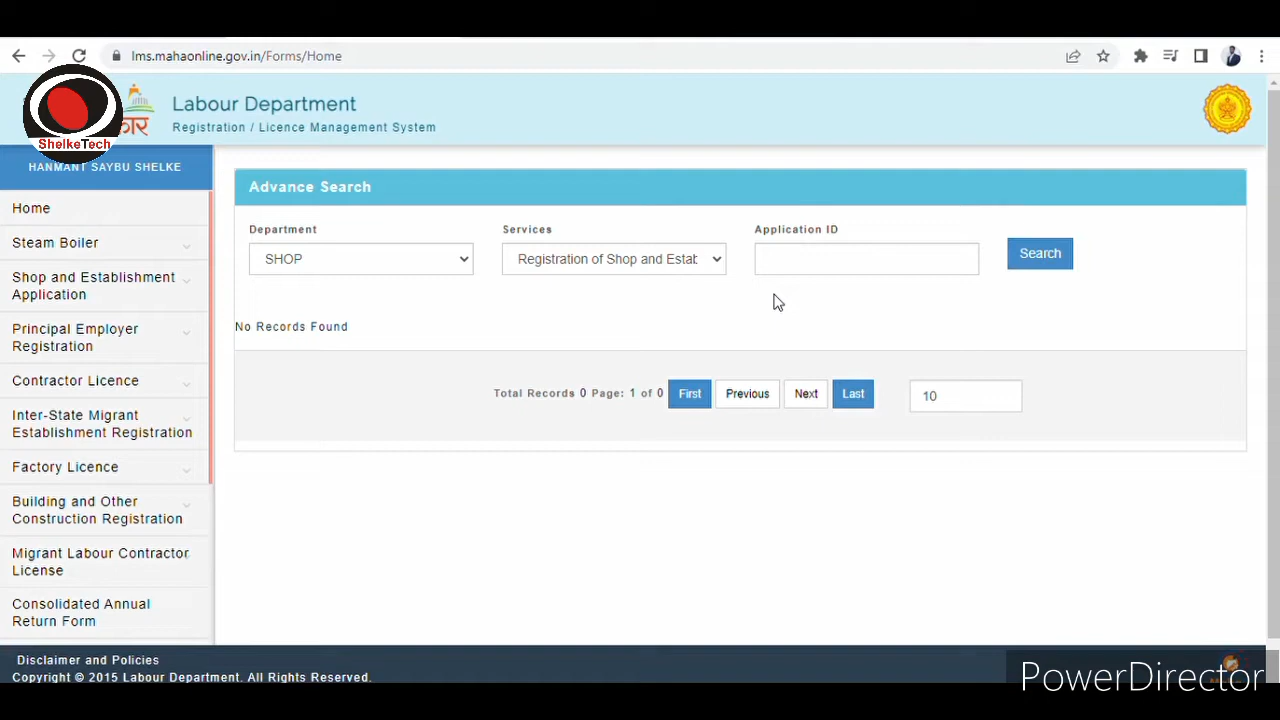 lms.mahaonline.gov.in/Forms/Home
ShelkeTech
कार
Labour Department
Registration / Licence Management System
HANMANT SAYBU SHELKE
Home
Steam Boiler
Shop and Establishment
Application
Principal Employer
Registration
Contractor Licence
Inter-State Migrant
Establishment Registration
Factory Licence
Building and Other
Construction Registration
Migrant Labour Contractor
License
Consolidated Annual
Return Form
Advance Search
Department
Services
Application ID
SHOP
Registration of Shop and Estat
Search
No Records Found
Total Records 0 Page: 1 of 0
First
Previous
Next
Last
10
Disclaimer and Policies
Copyright © 2015 Labour Department. All Rights Reserved.
PowerDirector